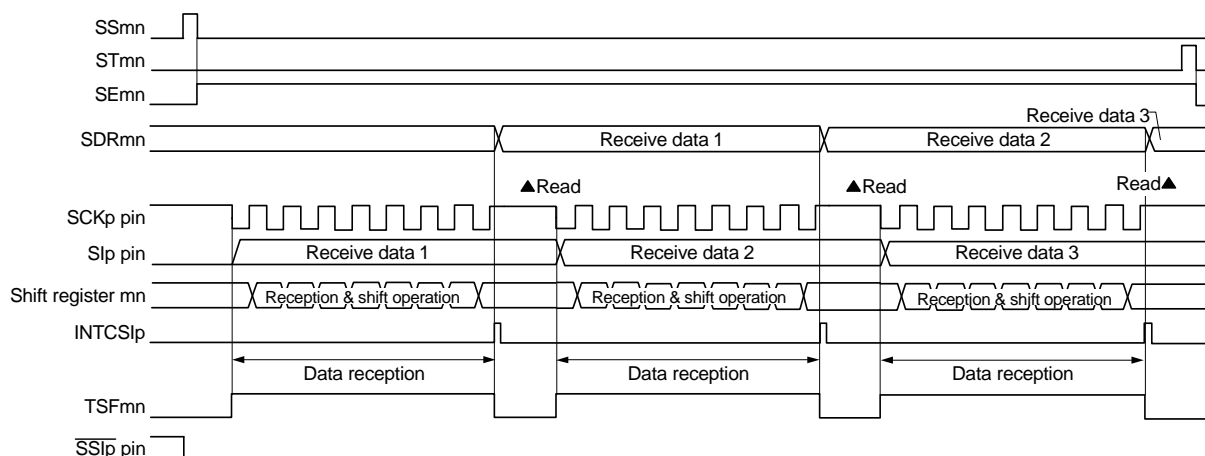 SSmn
STmn
SEmn
Receive data 3
SDRmn Receive data 1 Receive data 2
▲Read ▲Read Read▲
SCKp pin
SIp pin Receive data 1 Receive data 2 Receive data 3
Shift register mn Reception & shift operation Reception & shift operation Reception & shift operation
INTCSIp
Data reception Data reception Data reception
TSFmn
SSIp pin